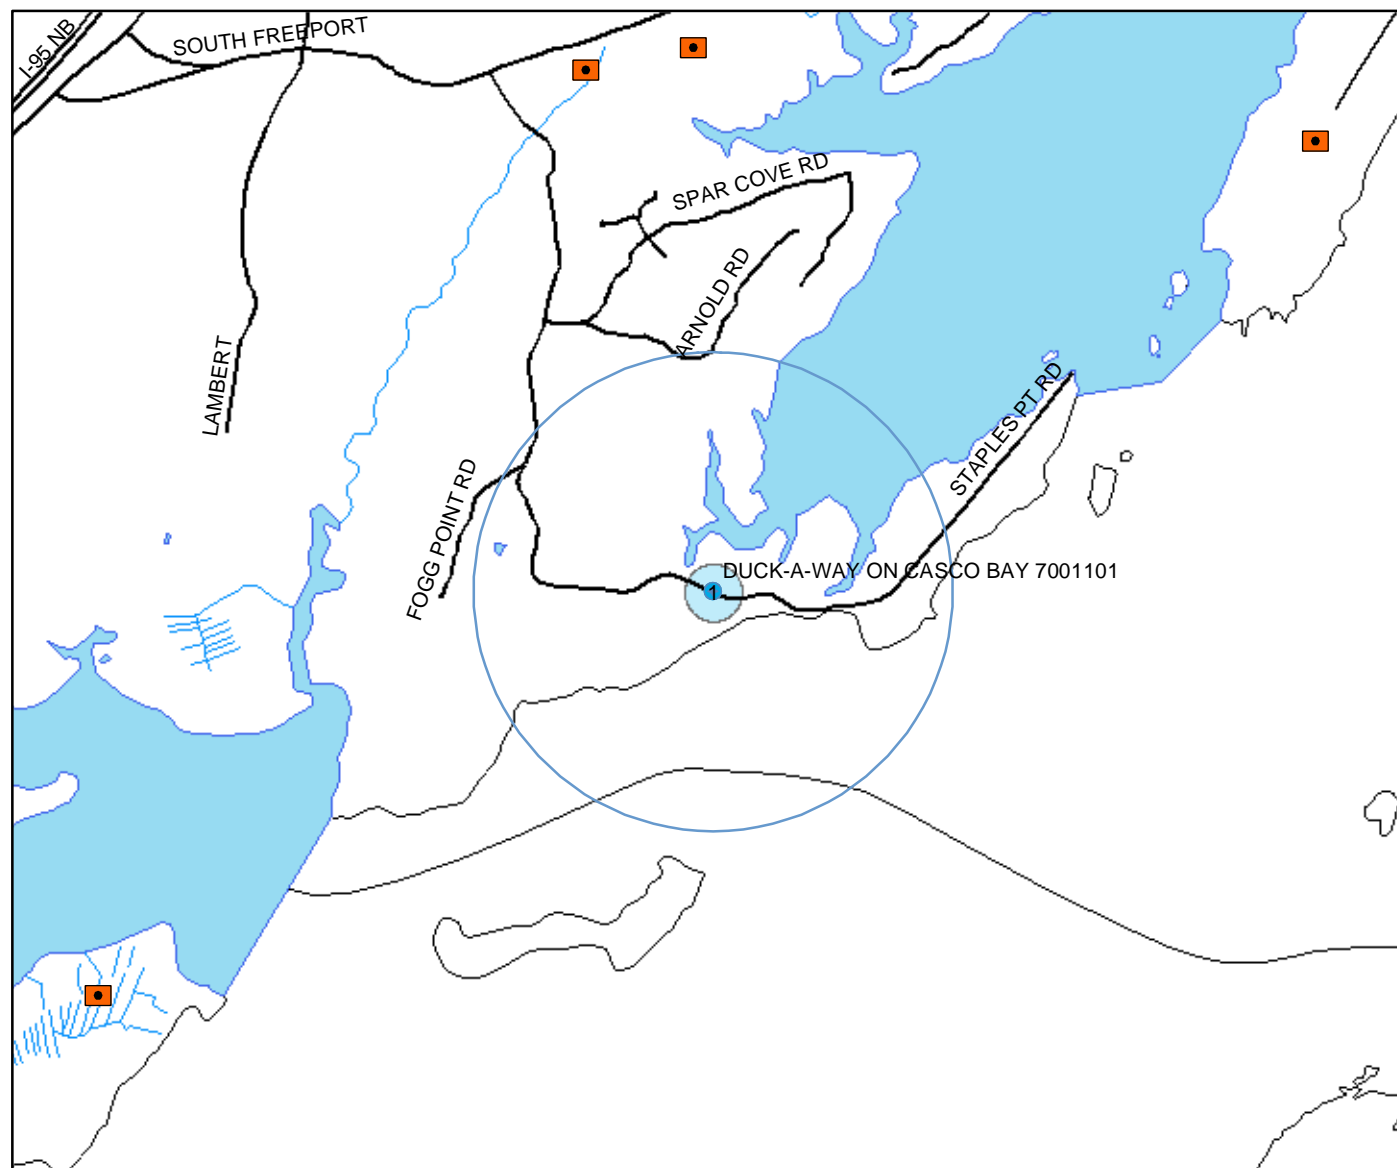 I-95 NB
SOUTH FREEPORT
SPAR COVE RD
ARNOLD RD
LAMBERT
STAPLES PT RD
FOGG POINT RD
DUCK-A-WAY ON CASCO BAY 7001101
1